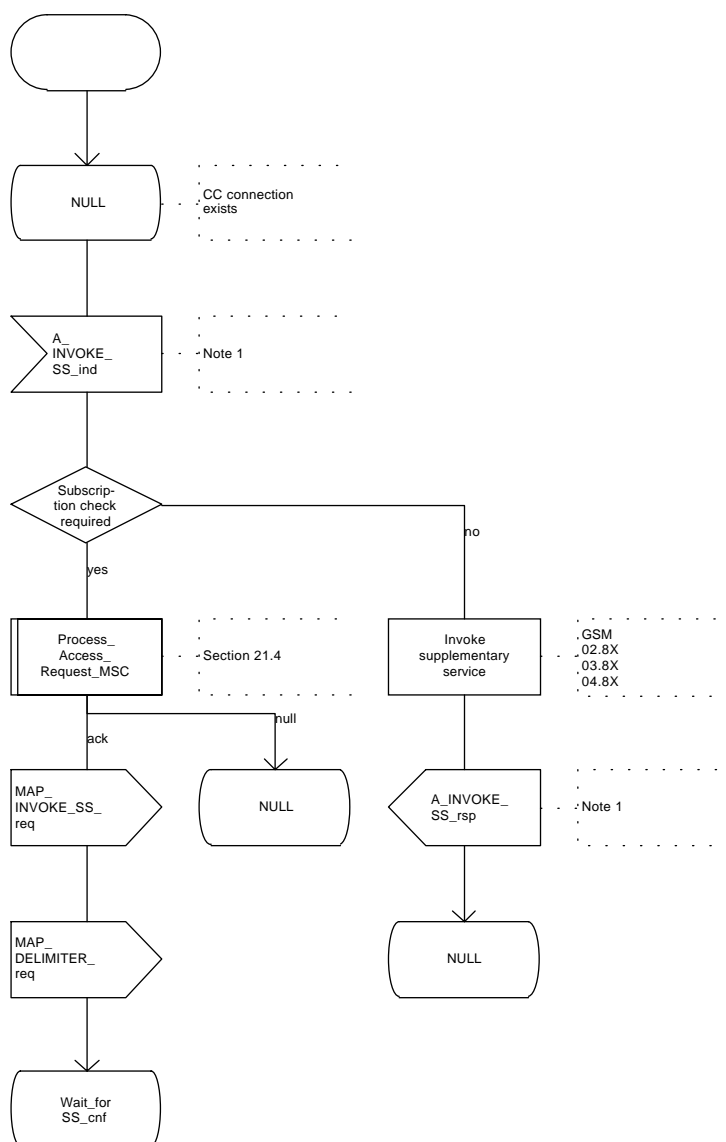 NULL
CC connection
exists
A_
INVOKE_
SS_ind
Note 1
Subscrip-
tion check
required
no
yes
Process_
Access_
Request_MSC
Section 21.4
Invoke
supplementary
service
GSM
02.8X
03.8X
04.8X
null
ack
MAP_
INVOKE_SS_
req
NULL
A_INVOKE_
SS_rsp
Note 1
MAP_
DELIMITER_
req
NULL
Wait_for
SS_cnf